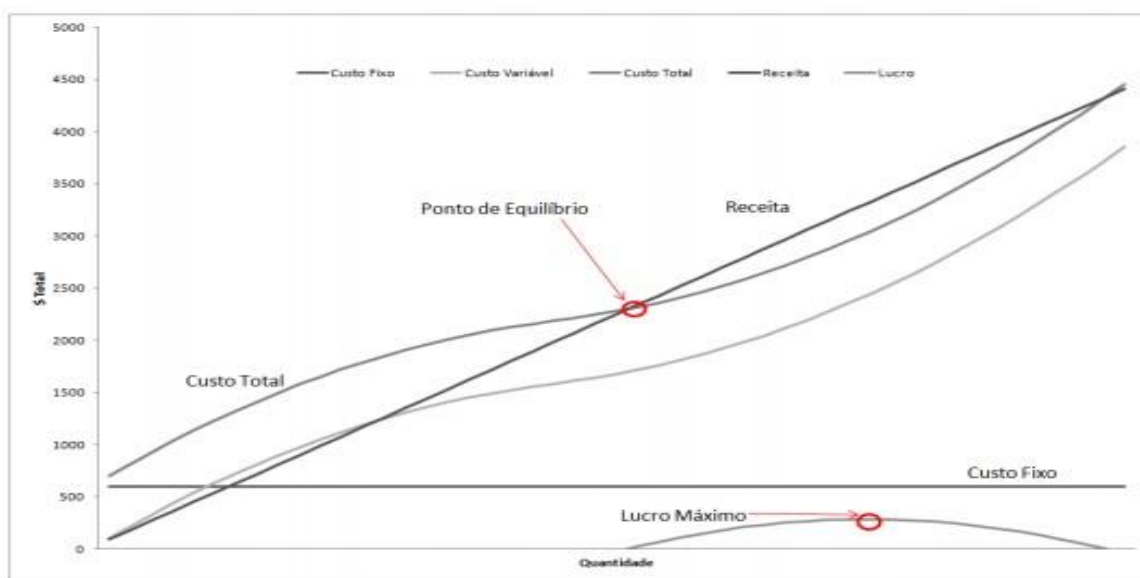 5000
4500
4000
3500
3000
2500
2000
1500
1000
500
0
$ Total
Custo Fixo Custo Variável Custo Total Receita Lucro
Ponto de Equilíbrio
Receita
Custo Total
Custo Fixo
Lucro Máximo
Quantidade